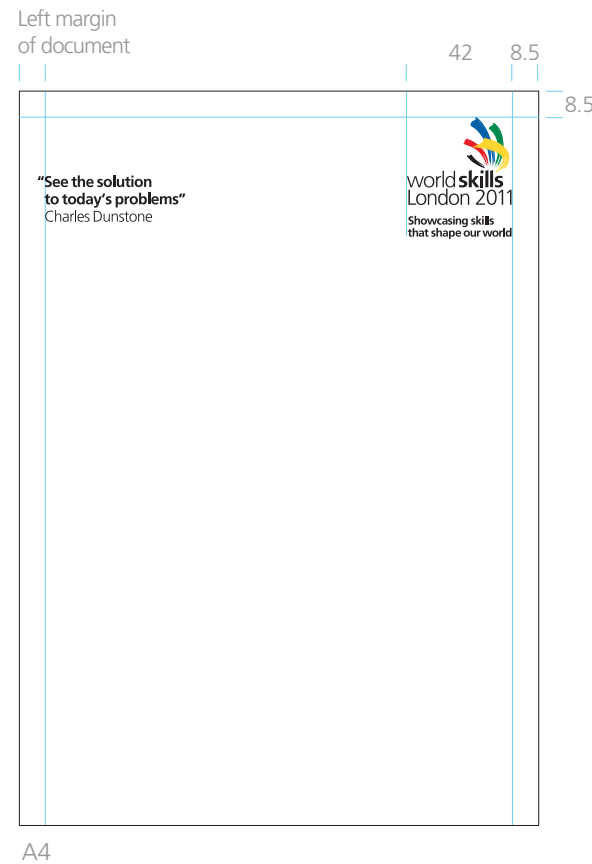 Left margin
of document
42
8.5
8.5
“See the solution
to today’s problems”
Charles Dunstone
world skills
London 2011
Showcasing skills
that shape our world
A4